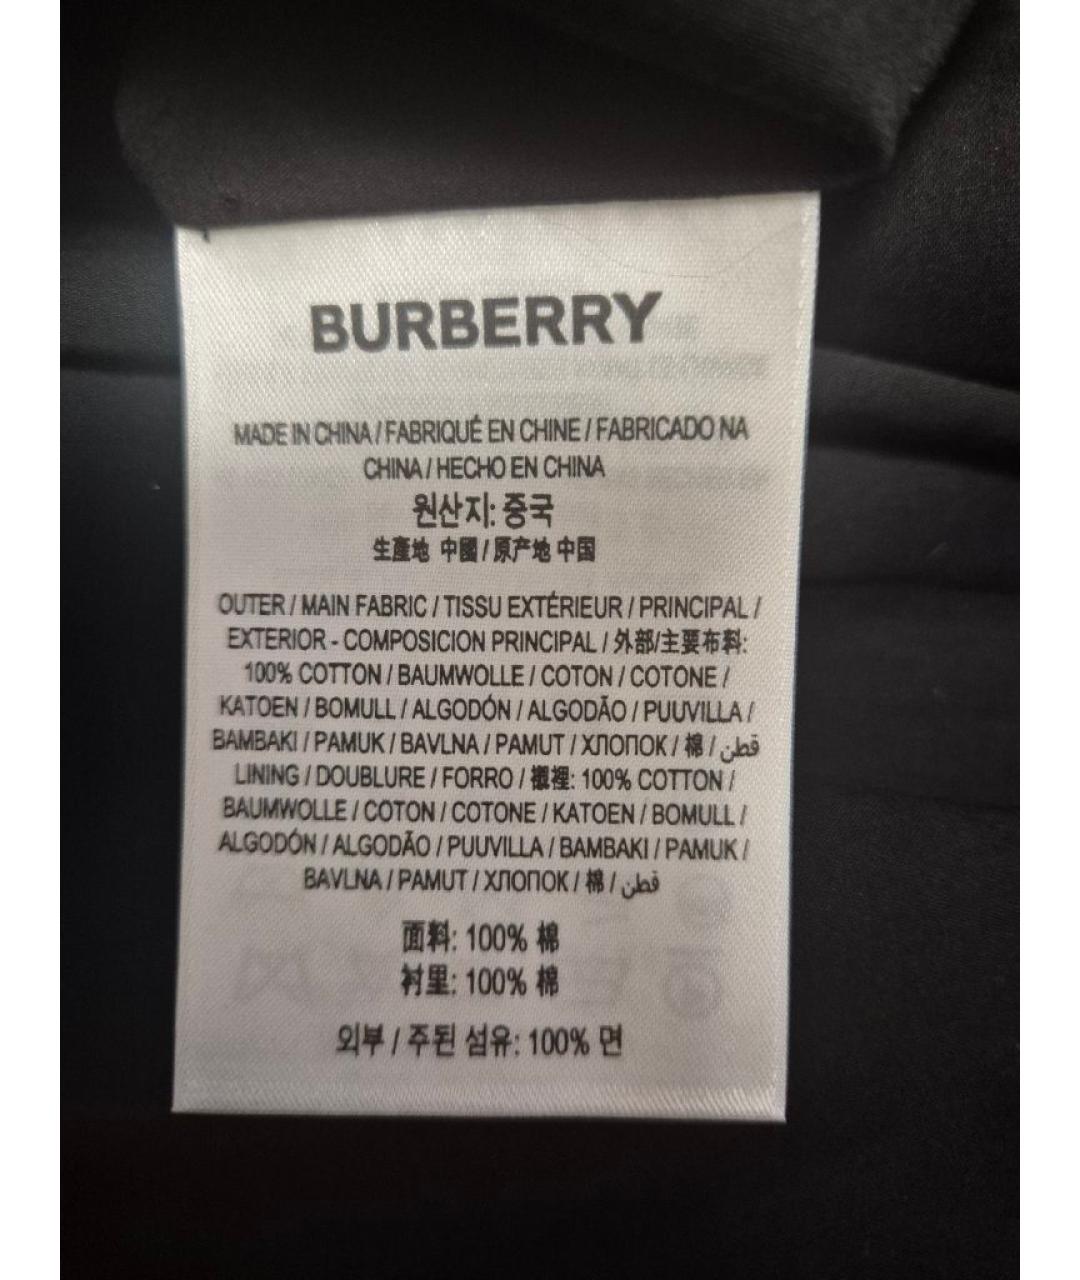 BURBERRY
MADE IN CHINA / FABRIQUÉ EN CHINE / FABRICADO NA
CHINA / HECHO EN CHINA
원산지: 중국
生產地 中國 / 原产地 中国
OUTER / MAIN FABRIC / TISSU EXTÉRIEUR / PRINCIPAL /
EXTERIOR - COMPOSICION PRINCIPAL / 外部/主要布料:
100% COTTON / BAUMWOLLE / COTON / COTONE /
KATOEN / BOMULL / ALGODÓN / ALGODÃO / PUUVILLA /
BAMBAKI / PAMUK / BAVLNA / PAMUT / ХЛОПОК / 棉 / قطن
LINING / DOUBLURE / FORRO / 襯裡: 100% COTTON /
BAUMWOLLE / COTON / COTONE / KATOEN / BOMULL /
ALGODÓN / ALGODÃO / PUUVILLA / BAMBAKI / PAMUK /
BAVLNA / PAMUT / ХЛОПОК / 棉 / قطن
面料: 100% 棉
衬里: 100% 棉
외부 / 주된 섬유: 100% 면